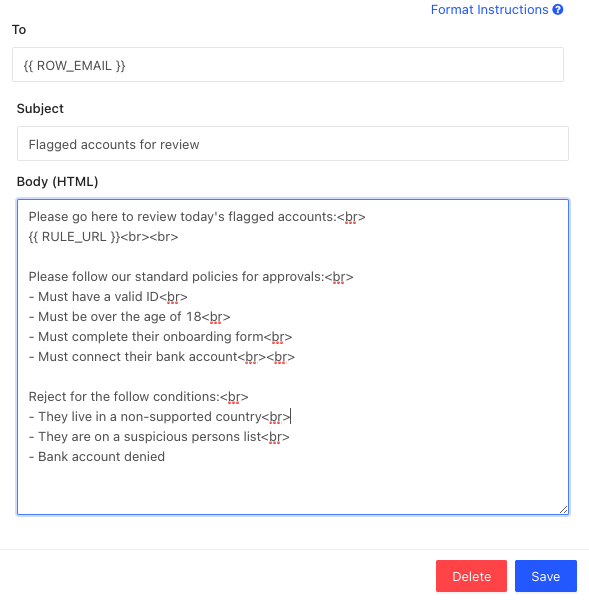 Format Instructions
To
{{ ROW_EMAIL }}
Subject
Flagged accounts for review
Body (HTML)
Please go here to review today's flagged accounts:<br>
{{ RULE_URL }}<br><br>
Please follow our standard policies for approvals:<br>
- Must have a valid ID<br>
- Must be over the age of 18<br>
- Must complete their onboarding form<br>
- Must connect their bank account<br><br>
Reject for the follow conditions:<br>
- They live in a non-supported country<br>
- They are on a suspicious persons list<br>
- Bank account denied
Delete
Save